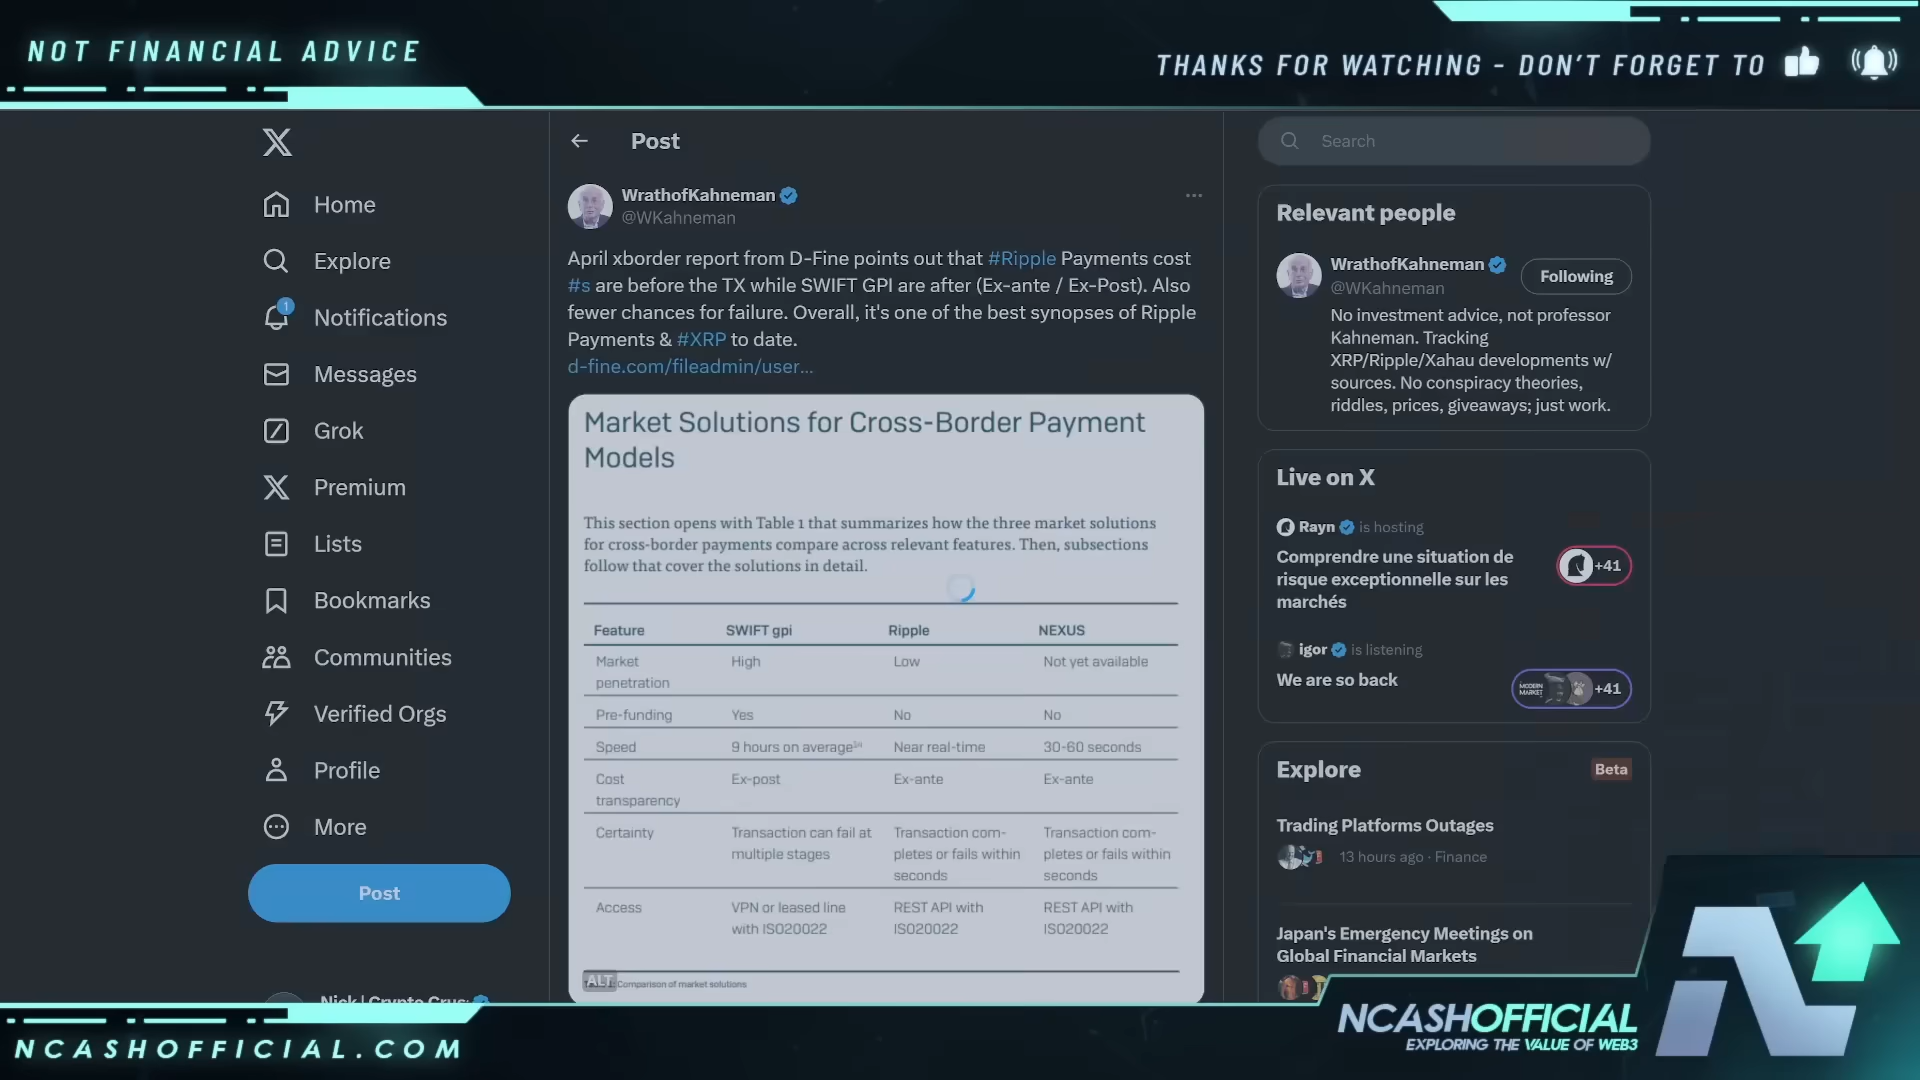 NOT FINANCIAL ADVICE
THANKS FOR WATCHING - DON'T FORGET TO
Home
Explore
1
Notifications
Messages
Grok
Premium
Lists
Bookmarks
Communities
Verified Orgs
Profile
More
Post
Post
WrathofKahneman
@WKahneman
April xborder report from D-Fine points out that #Ripple Payments cost
#s are before the TX while SWIFT GPI are after (Ex-ante / Ex-Post). Also
fewer chances for failure. Overall, it's one of the best synopses of Ripple
Payments & #XRP to date.
d-fine.com/fileadmin/user...
Market Solutions for Cross-Border Payment
Models
This section opens with Table 1 that summarizes how the three market solutions
for cross-border payments compare across relevant features. Then, subsections
follow that cover the solutions in detail.
Feature SWIFT gpi Ripple NEXUS
Market High Low Not yet available
penetration
Pre-funding Yes No No
Speed 9 hours on average Near real-time 30-60 seconds
Cost Ex-post Ex-ante Ex-ante
transparency
Certainty Transaction can fail at Transaction com- Transaction com-
multiple stages pletes or fails within pletes or fails within
seconds seconds
Access VPN or leased line REST API with REST API with
with ISO20022 ISO20022 ISO20022
ALT Comparison of market solutions
Search
Relevant people
WrathofKahneman
@WKahneman
Following
No investment advice, not professor
Kahneman. Tracking
XRP/Ripple/Xahau developments w/
sources. No conspiracy theories,
riddles, prices, giveaways; just work.
Live on X
Rayn is hosting
Comprendre une situation de
risque exceptionnelle sur les
marchés
+41
igor is listening
We are so back
MODERN
MARKET
+41
Explore
Beta
Trading Platforms Outages
13 hours ago · Finance
Japan's Emergency Meetings on
Global Financial Markets
NCASHOFFICIAL.COM
NCASHOFFICIAL
EXPLORING THE VALUE OF WEB3